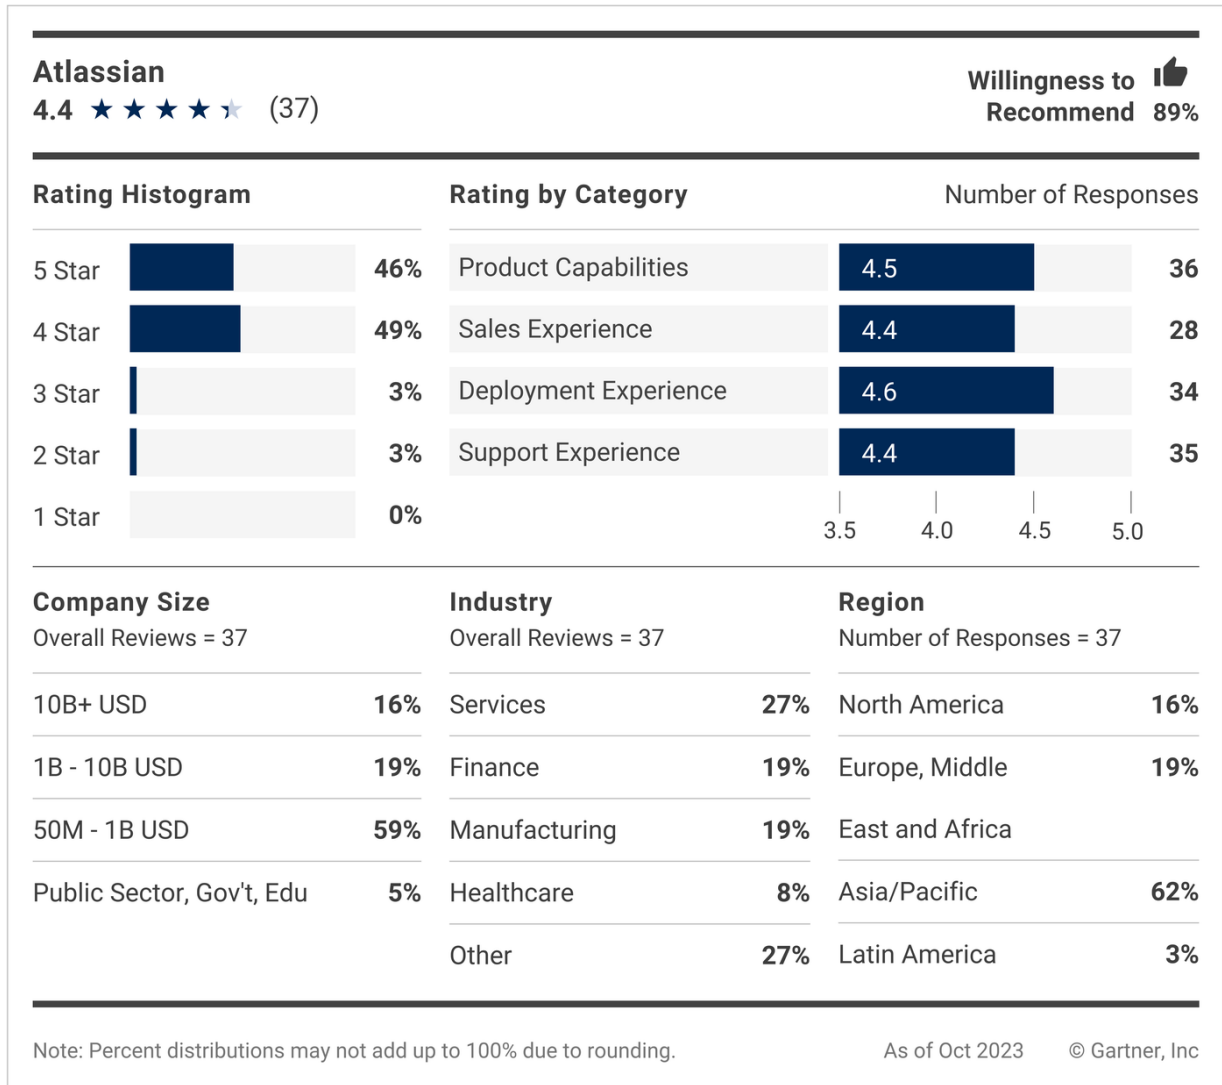 Atlassian
4.4 ★ ★ ★ ★ ★ (37)
Willingness to
Recommend 89%
Rating Histogram
5 Star 46%
4 Star 49%
3 Star 3%
2 Star 3%
1 Star 0%
Rating by Category Number of Responses
Product Capabilities 4.5 36
Sales Experience 4.4 28
Deployment Experience 4.6 34
Support Experience 4.4 35
3.5 4.0 4.5 5.0
Company Size
Overall Reviews = 37
10B+ USD 16%
1B - 10B USD 19%
50M - 1B USD 59%
Public Sector, Gov't, Edu 5%
Industry
Overall Reviews = 37
Services 27%
Finance 19%
Manufacturing 19%
Healthcare 8%
Other 27%
Region
Number of Responses = 37
North America 16%
Europe, Middle 19%
East and Africa
Asia/Pacific 62%
Latin America 3%
Note: Percent distributions may not add up to 100% due to rounding.
As of Oct 2023 © Gartner, Inc